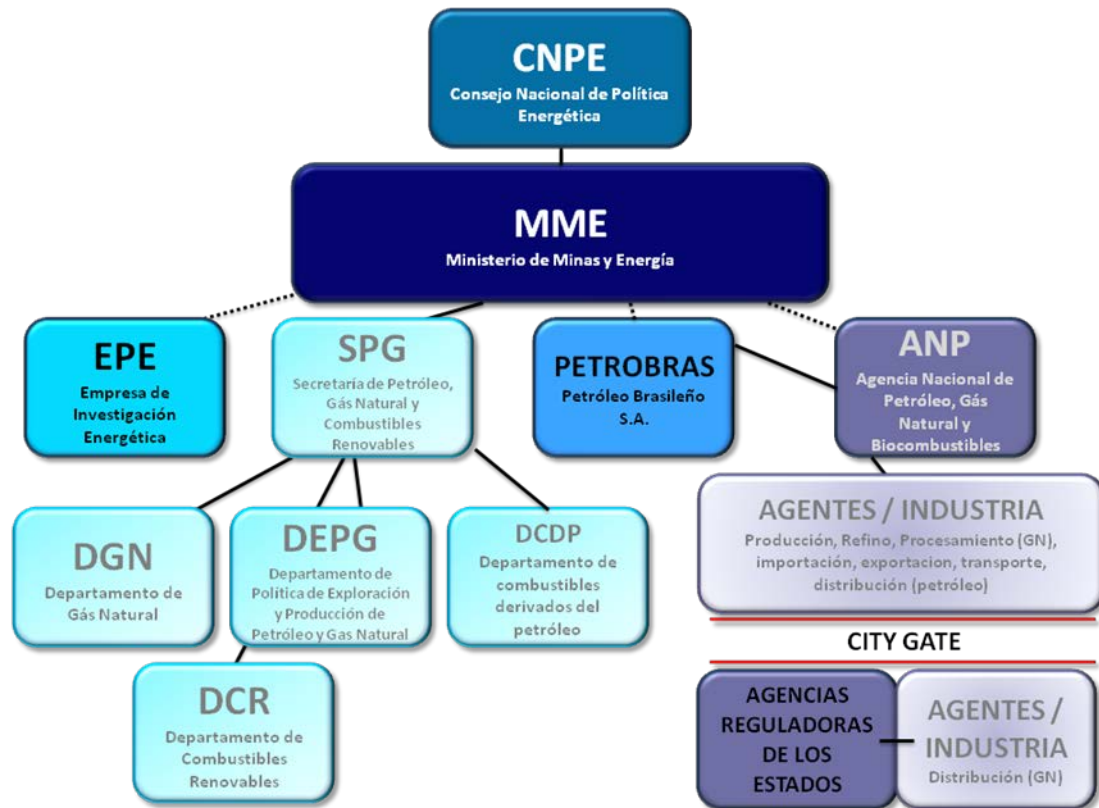 CNPE
Consejo Nacional de Política
Energética
MME
Ministerio de Minas y Energía
EPE
Empresa de
Investigación
Energética
SPG
Secretaría de Petróleo,
Gás Natural y
Combustibles
Renovables
PETROBRAS
Petróleo Brasileño
S.A.
ANP
Agencia Nacional de
Petróleo, Gás
Natural y
Biocombustibles
DGN
Departamento de
Gás Natural
DEPG
Departamento de
Política de Exploración
y Producción de
Petróleo y Gas Natural
DCDP
Departamento de
combustibles
derivados del
petróleo
AGENTES / INDUSTRIA
Producción, Refino, Procesamiento (GN),
importación, exportacion, transporte,
distribución (petróleo)
CITY GATE
DCR
Departamento de
Combustibles
Renovables
AGENCIAS
REGULADORAS
DE LOS
ESTADOS
AGENTES /
INDUSTRIA
Distribución (GN)